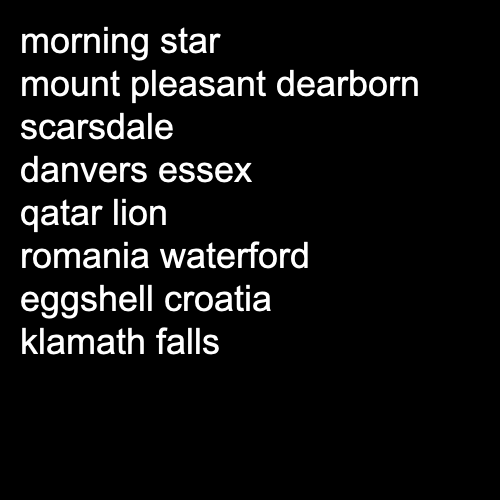 morning star
mount pleasant dearborn
scarsdale
danvers essex
qatar lion
romania waterford
eggshell croatia
klamath falls